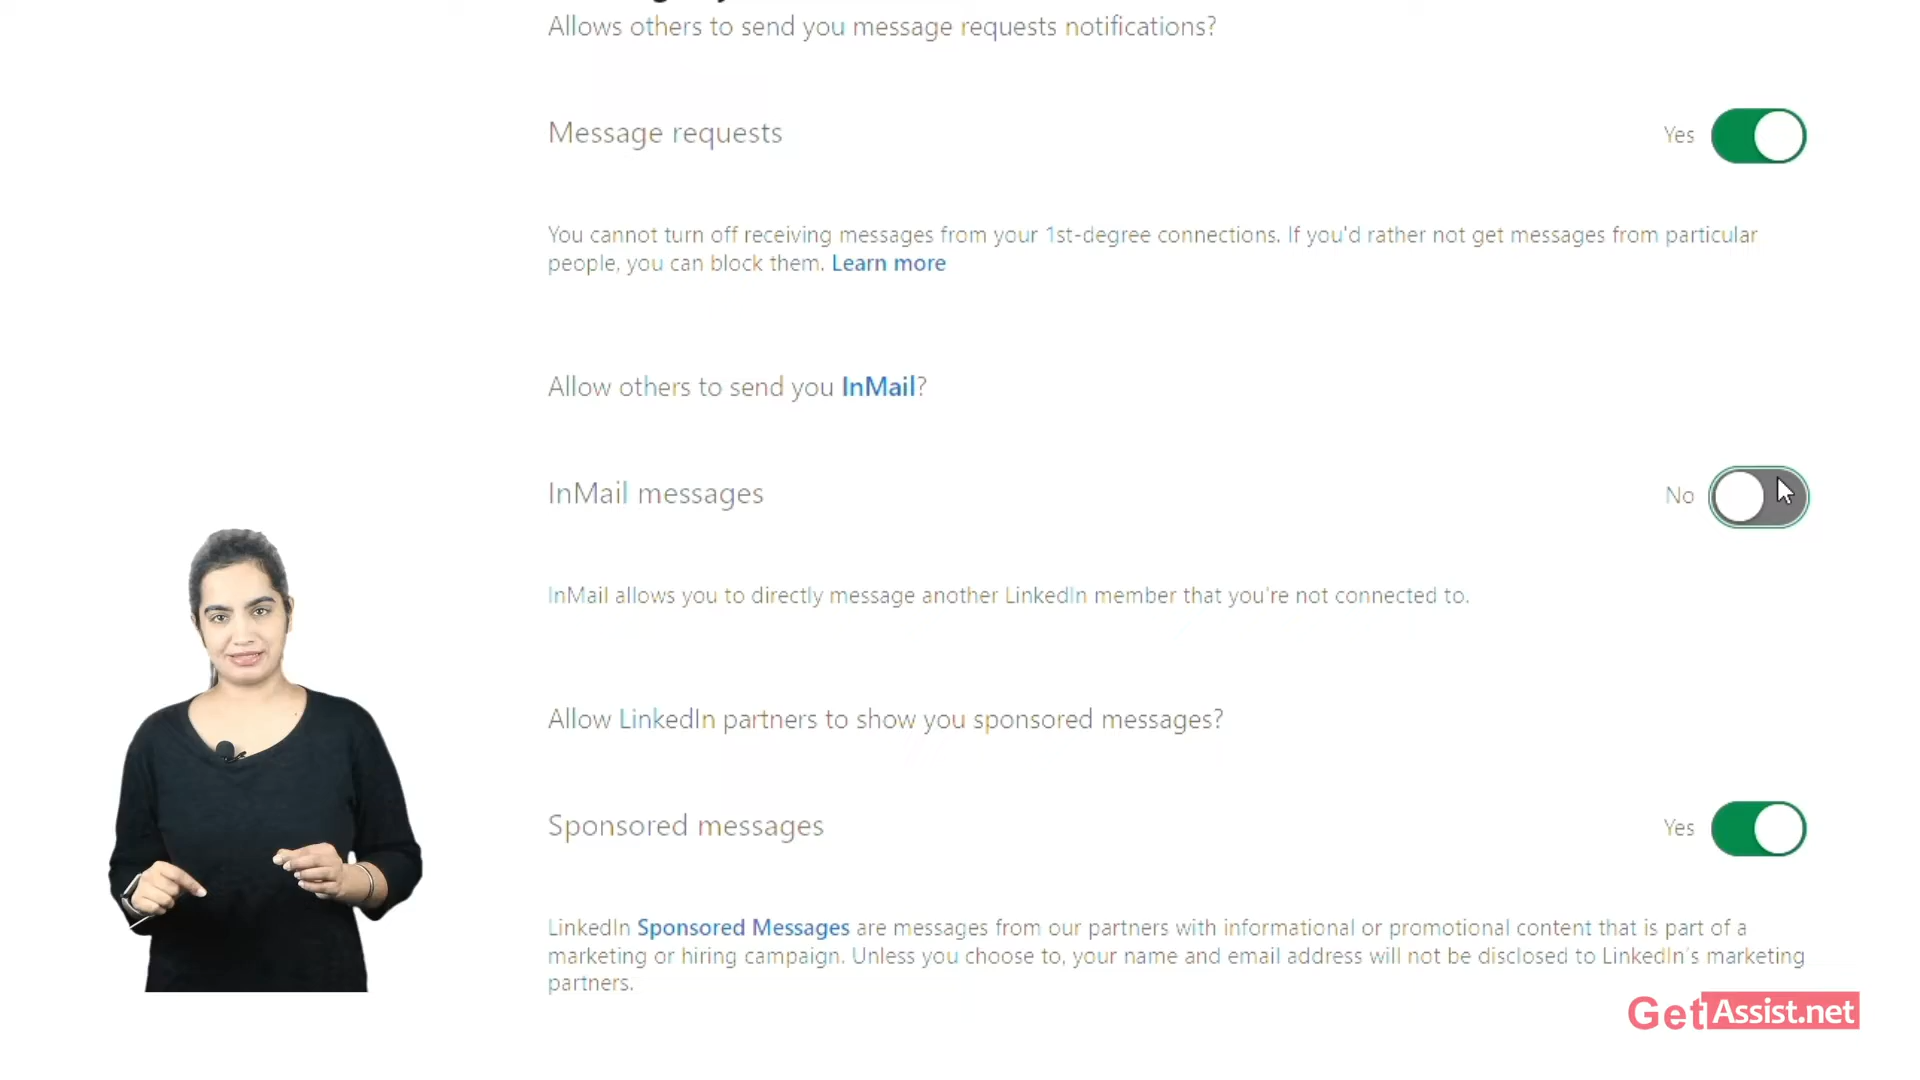 Allows others to send you message requests notifications?
Message requests
Yes
You cannot turn off receiving messages from your 1st-degree connections. If you'd rather not get messages from particular
people, you can block them. Learn more
Allow others to send you InMail?
InMail messages
No
InMail allows you to directly message another LinkedIn member that you're not connected to.
Allow LinkedIn partners to show you sponsored messages?
Sponsored messages
Yes
LinkedIn Sponsored Messages are messages from our partners with informational or promotional content that is part of a
marketing or hiring campaign. Unless you choose to, your name and email address will not be disclosed to LinkedIn's marketing
partners.
GetAssist.net